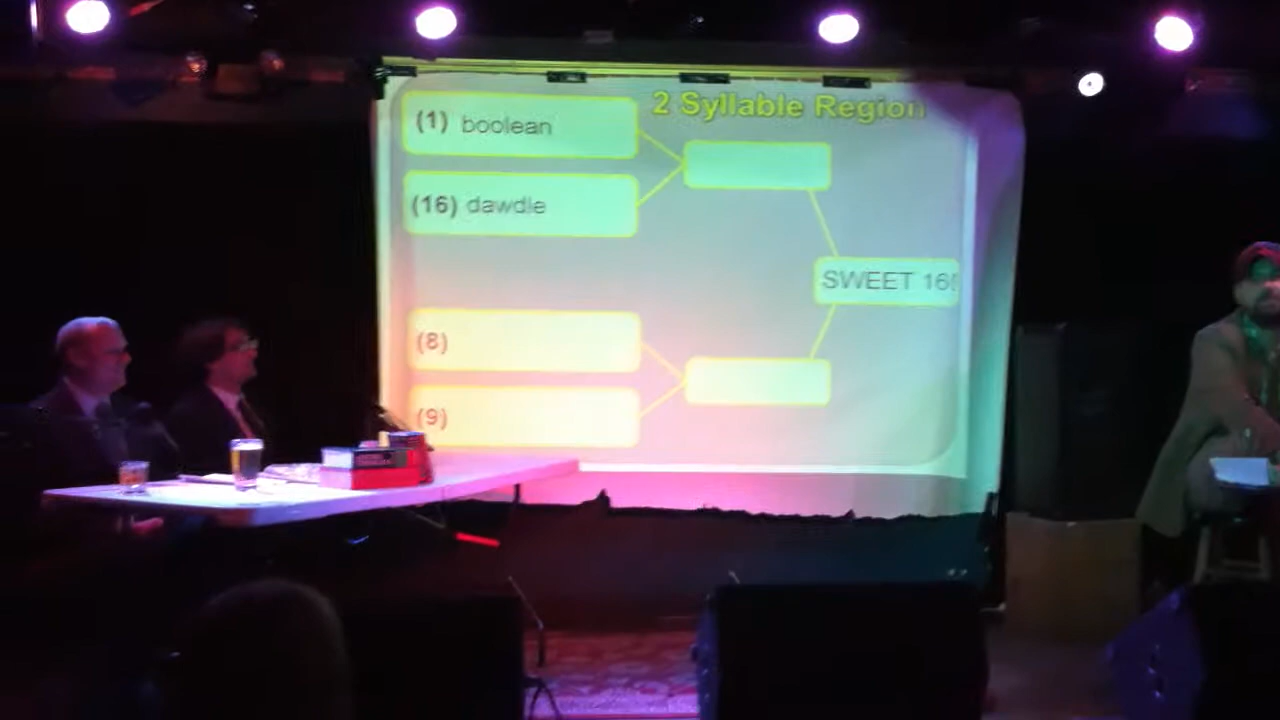 2 Syllable Region
(1) boolean
(16) dawdle
SWEET 16!
(8)
(9)